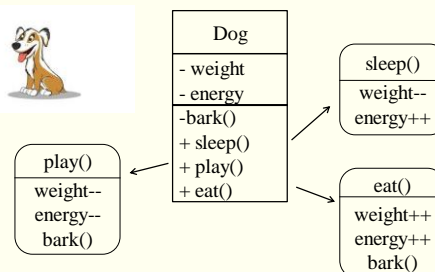 Dog
- weight
- energy
-bark()
+ sleep()
+ play()
+ eat()
sleep()
weight--
energy++
play()
weight--
energy--
bark()
eat()
weight++
energy++
bark()